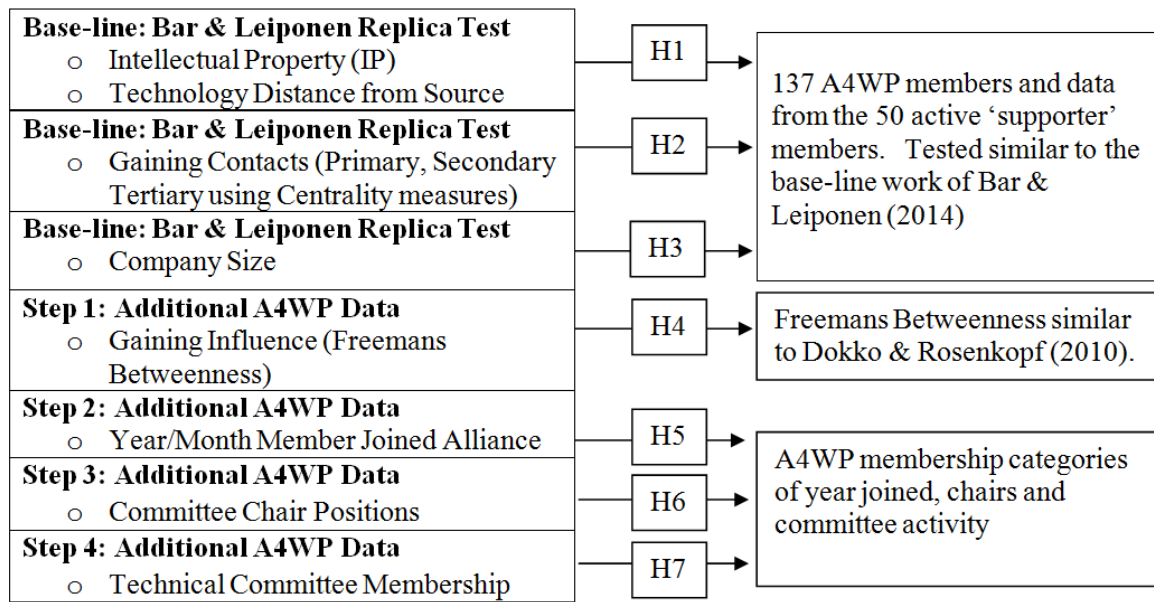 Base-line: Bar & Leiponen Replica Test
o Intellectual Property (IP)
o Technology Distance from Source
H1
Base-line: Bar & Leiponen Replica Test
o Gaining Contacts (Primary, Secondary
Tertiary using Centrality measures)
H2
Base-line: Bar & Leiponen Replica Test
o Company Size
H3
137 A4WP members and data
from the 50 active ‘supporter’
members. Tested similar to the
base-line work of Bar &
Leiponen (2014)
Step 1: Additional A4WP Data
o Gaining Influence (Freemans
Betweenness)
H4
Freemans Betweenness similar
to Dokko & Rosenkopf (2010).
Step 2: Additional A4WP Data
o Year/Month Member Joined Alliance
H5
Step 3: Additional A4WP Data
o Committee Chair Positions
H6
Step 4: Additional A4WP Data
o Technical Committee Membership
H7
A4WP membership categories
of year joined, chairs and
committee activity